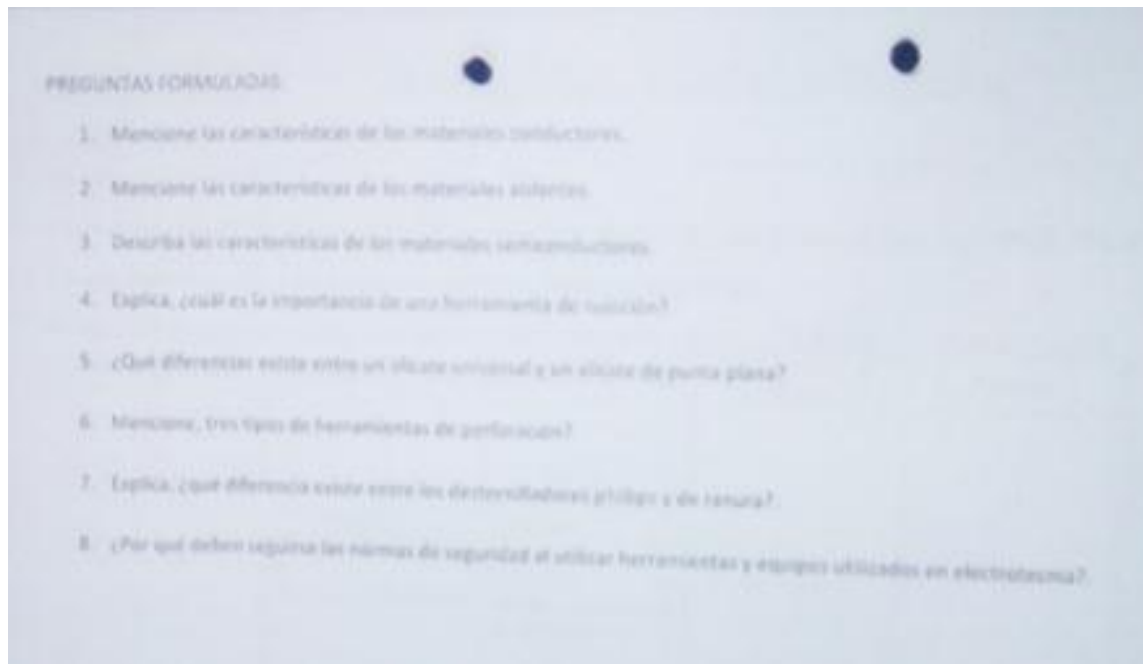 PREGUNTAS FORMULADAS:
1. Mencione las características de los materiales conductores.
2. Mencione las características de los materiales aislantes.
3. Describa las características de los materiales semiconductores.
4. Explica, ¿cuál es la importancia de una herramienta de sujeción?
5. ¿Qué diferencias existe entre un alicate universal y un alicate de punta plana?
6. Mencione, tres tipos de herramientas de perforación?
7. Explica, ¿qué diferencia existe entre los destornilladores philips y de ranura?
8. ¿Por qué deben seguirse las normas de seguridad al utilizar herramientas y equipos utilizados en electrotecnia?